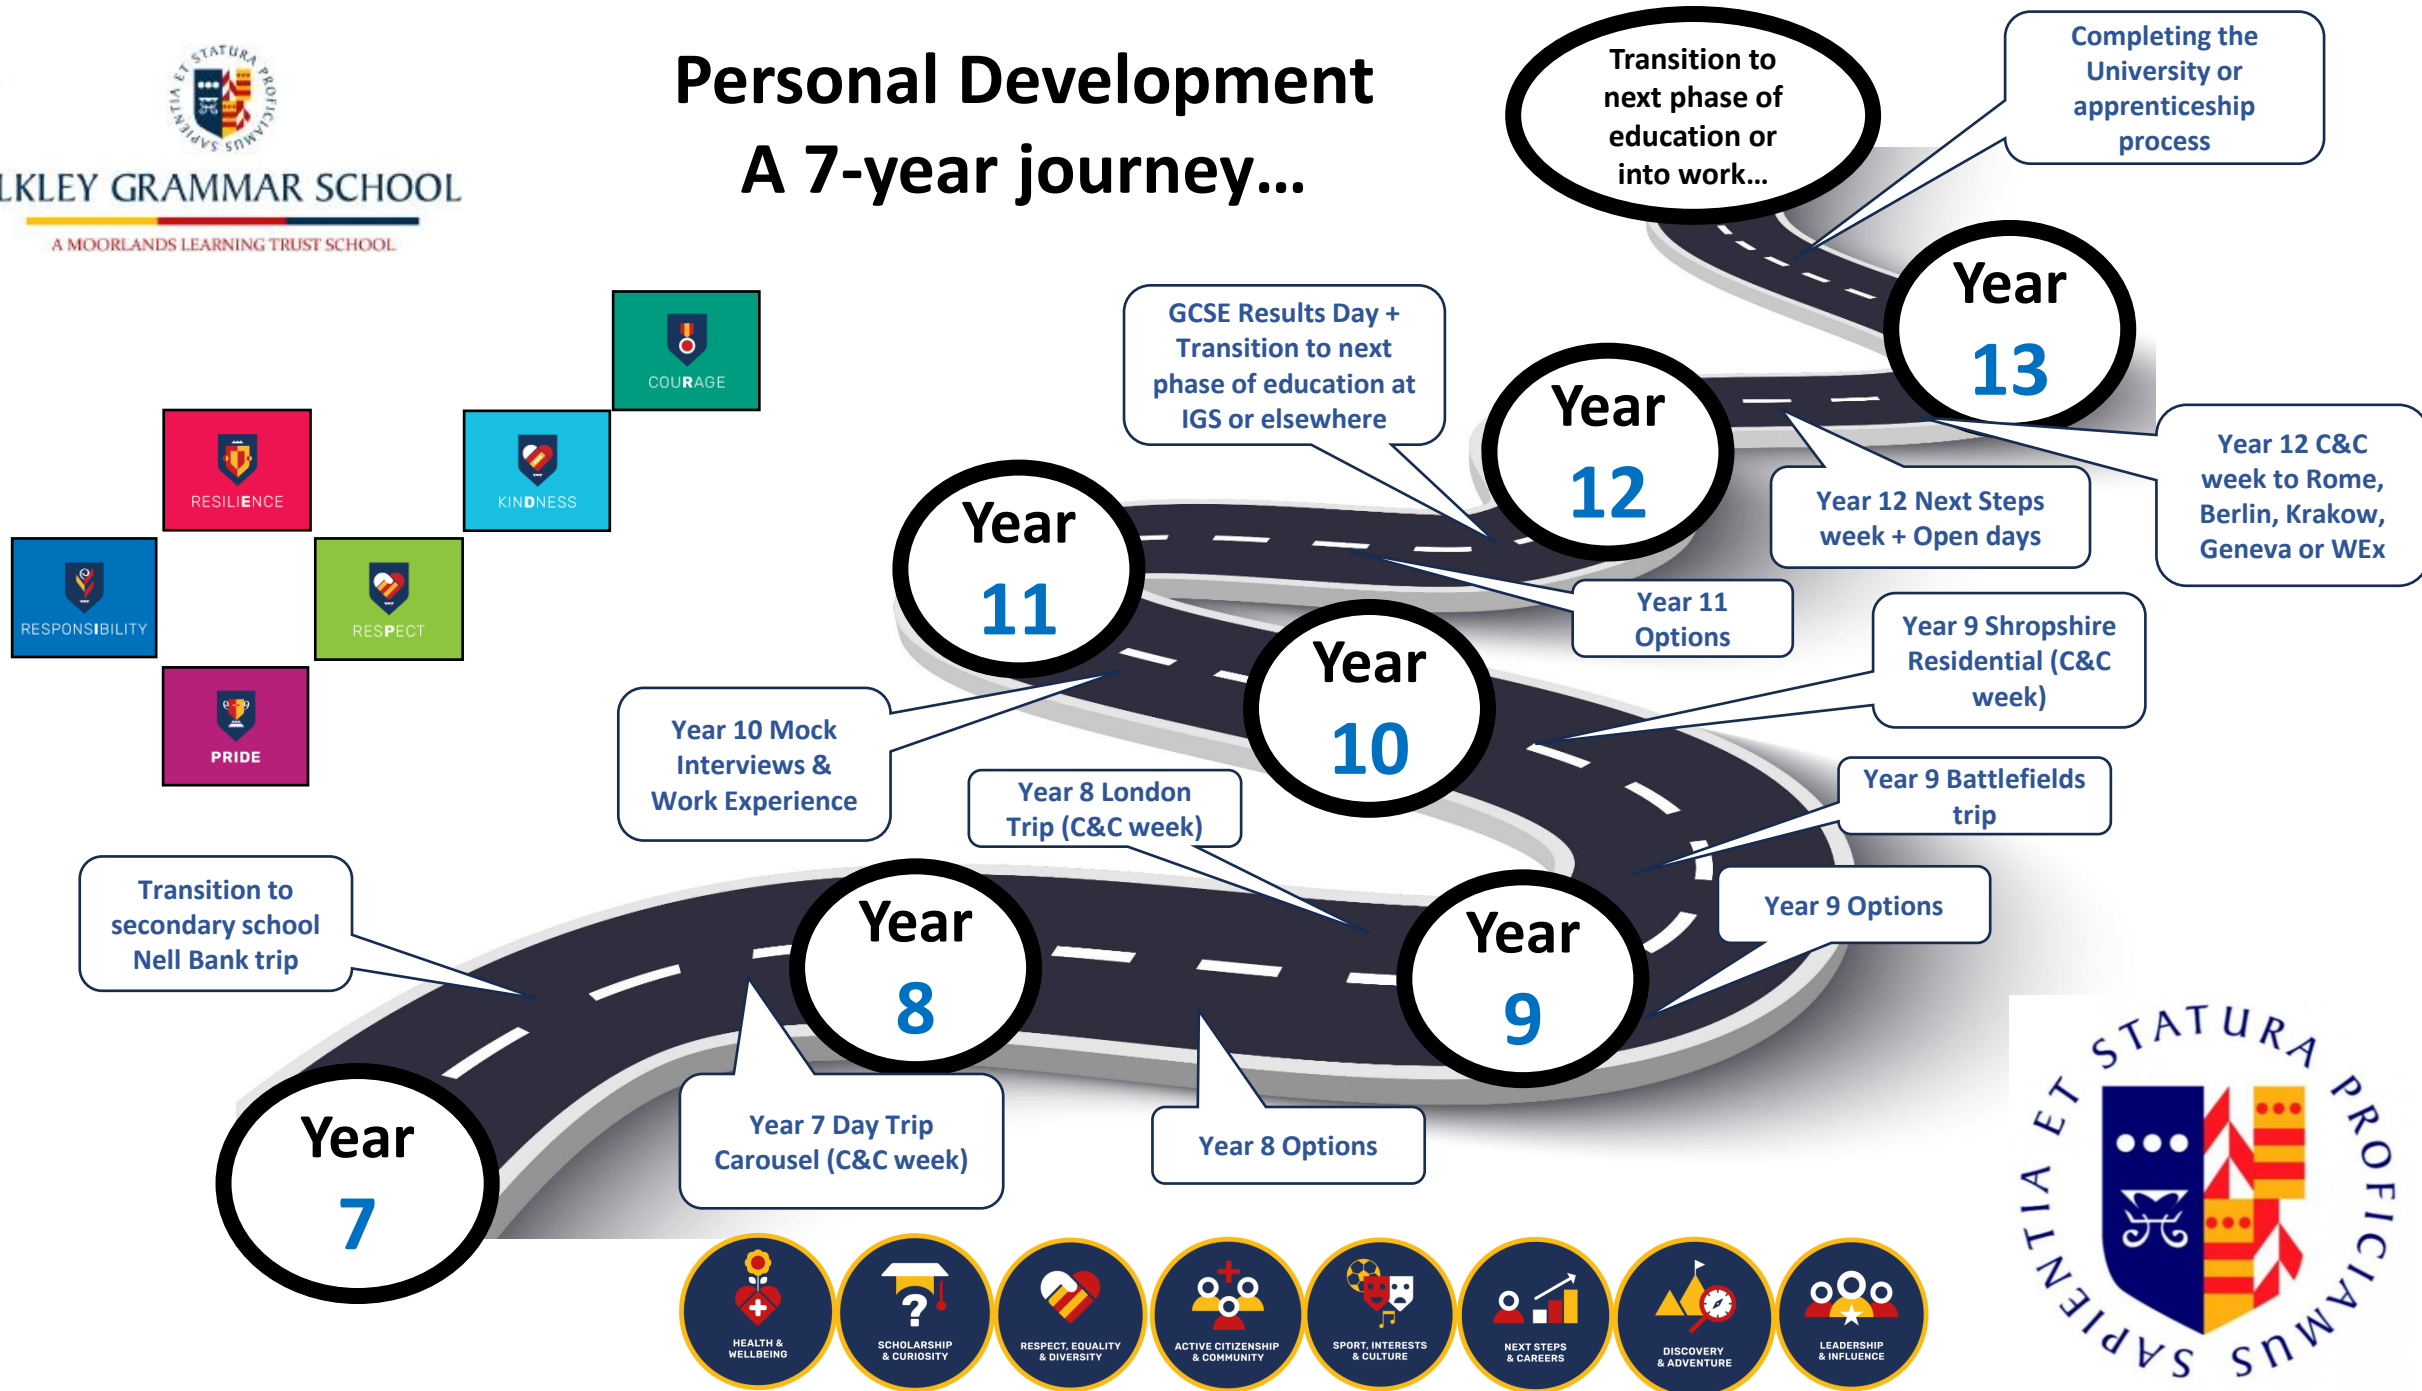 STATURA PROFICIAMUS SAPIENTIA ET
LKLEY GRAMMAR SCHOOL
A MOORLANDS LEARNING TRUST SCHOOL
Personal Development
A 7-year journey...
Transition to
next phase of
education or
into work...
Completing the
University or
apprenticeship
process
Year
13
GCSE Results Day +
Transition to next
phase of education at
IGS or elsewhere
Year
12
Year 12 Next Steps
week + Open days
Year 12 C&C
week to Rome,
Berlin, Krakow,
Geneva or WEx
COURAGE
RESILIENCE
KINDNESS
RESPONSIBILITY
RESPECT
PRIDE
Year
11
Year 11
Options
Year
10
Year 9 Shropshire
Residential (C&C
week)
Year 10 Mock
Interviews &
Work Experience
Year 8 London
Trip (C&C week)
Year 9 Battlefields
trip
Transition to
secondary school
Nell Bank trip
Year
8
Year
9
Year 9 Options
Year
7
Year 7 Day Trip
Carousel (C&C week)
Year 8 Options
HEALTH &
WELLBEING
SCHOLARSHIP
& CURIOSITY
RESPECT, EQUALITY
& DIVERSITY
ACTIVE CITIZENSHIP
& COMMUNITY
SPORT, INTERESTS
& CULTURE
NEXT STEPS
& CAREERS
DISCOVERY
& ADVENTURE
LEADERSHIP
& INFLUENCE
STATURA PROFICIAMUS SAPIENTIA ET